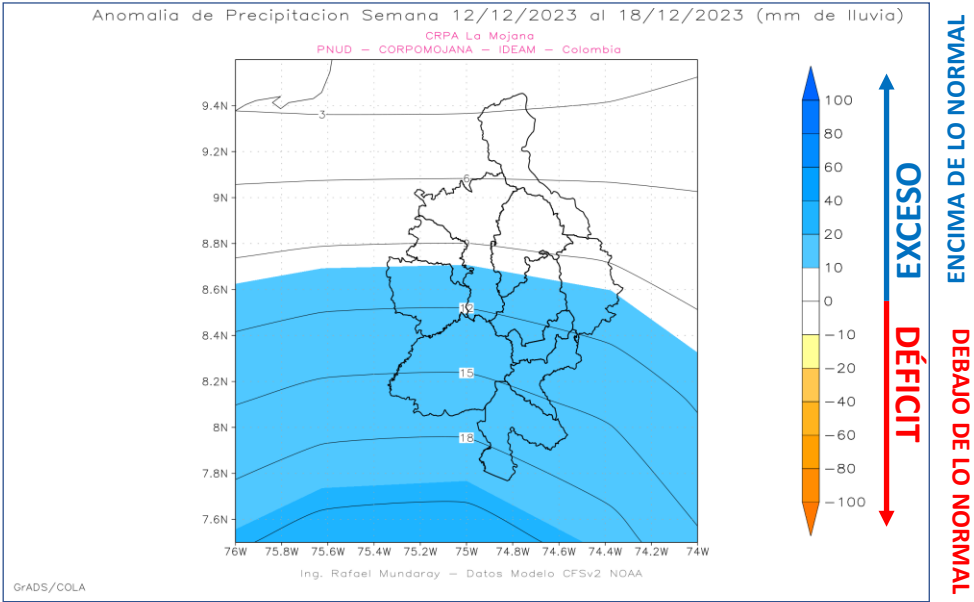 Anomalia de Precipitacion Semana 12/12/2023 al 18/12/2023 (mm de lluvia)
CRPA La Mojana
PNUD – CORPOMOJANA – IDEAM – Colombia
9.4N
9.2N
9N
8.8N
8.6N
8.4N
8.2N
8N
7.8N
7.6N
3
6
12
15
18
76W 75.8W 75.6W 75.4W 75.2W 75W 74.8W 74.6W 74.4W 74.2W 74W
100
80
60
40
20
10
0
−10
−20
−40
−60
−80
−100
EXCESO
DÉFICIT
ENCIMA DE LO NORMAL
DEBAJO DE LO NORMAL
Ing. Rafael Mundaray – Datos Modelo CFSv2 NOAA
GrADS/COLA